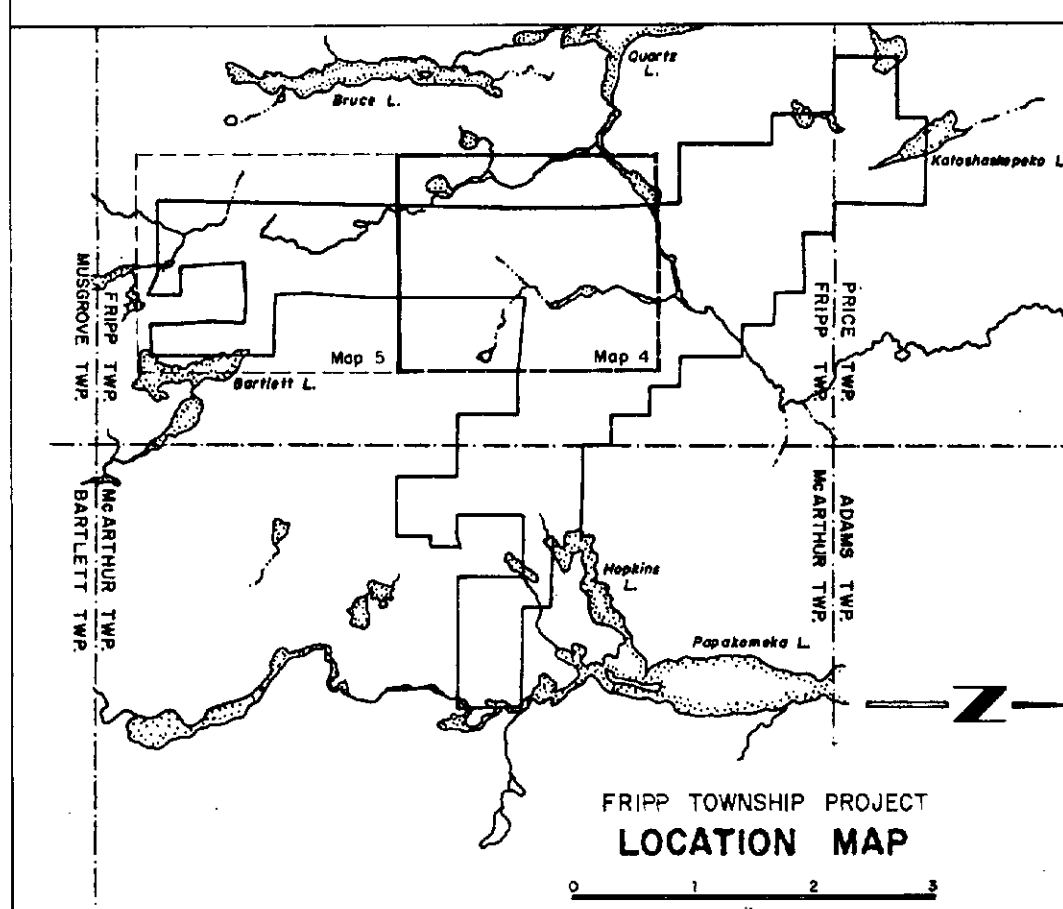 Quartz
L.
Bruce L.
Katoshaskepeko L
MUSGROVE TWP.
FRIPP TWP.
PRICE TWP.
FRIPP TWP.
Map 5
Map 4
Bartlett L.
BARTLETT TWP.
McARTHUR TWP.
ADAMS TWP.
McARTHUR TWP.
Hopkins
L.
Papakomeka L.
N
FRIPP TOWNSHIP PROJECT
LOCATION MAP
0 1 2 3